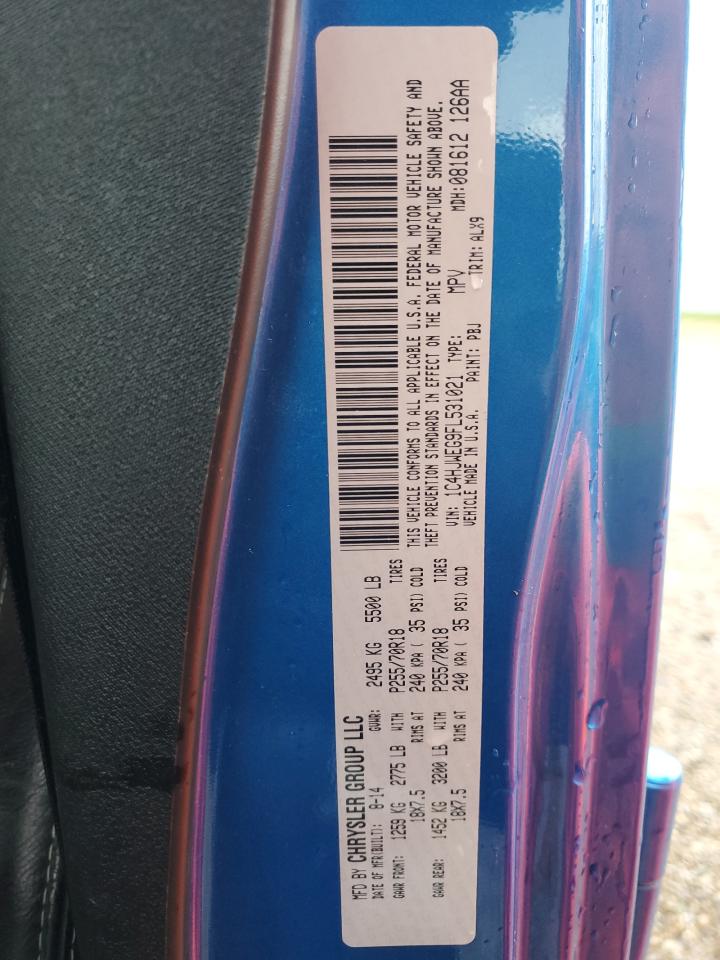 MFD BY CHRYSLER GROUP LLC
DATE OF MFR(BUILT): 8-14 GVWR: 2495 KG 5500 LB
GAWR FRONT: 1259 KG 2775 LB WITH P255/70R18 TIRES
18X7.5 RIMS AT 240 KPA ( 35 PSI) COLD
GAWR REAR: 1452 KG 3200 LB WITH P255/70R18 TIRES
18X7.5 RIMS AT 240 KPA ( 35 PSI) COLD
THIS VEHICLE CONFORMS TO ALL APPLICABLE U.S.A. FEDERAL MOTOR VEHICLE SAFETY AND
THEFT PREVENTION STANDARDS IN EFFECT ON THE DATE OF MANUFACTURE SHOWN ABOVE.
VIN: 1C4HJWEG9FL531021 TYPE: MPV MDH:081612 126AA
VEHICLE MADE IN U.S.A. PAINT: PBJ TRIM: ALX9